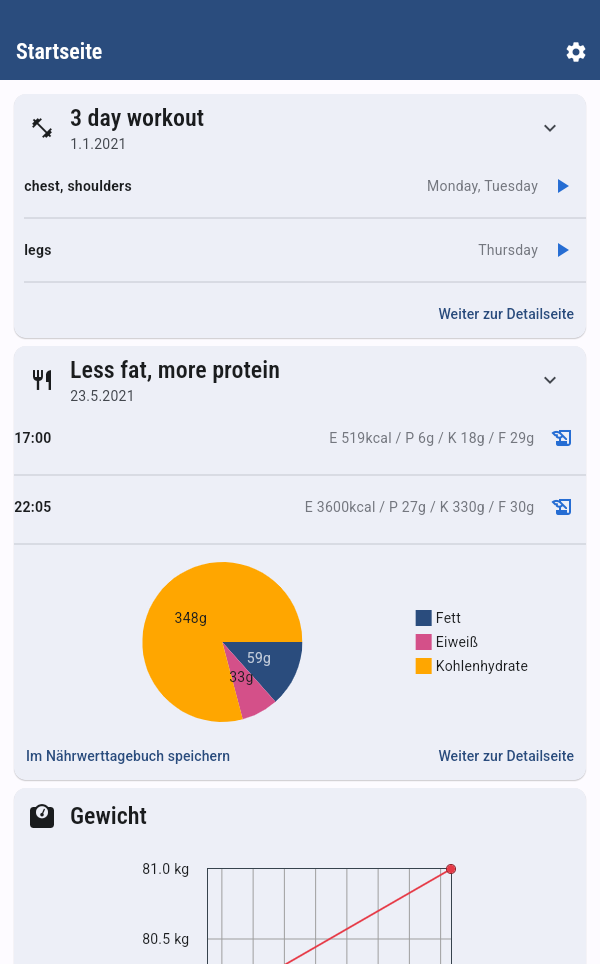 Startseite
3 day workout
1.1.2021
chest, shoulders Monday, Tuesday
legs Thursday
Weiter zur Detailseite
Less fat, more protein
23.5.2021
17:00 E 519kcal / P 6g / K 18g / F 29g
22:05 E 3600kcal / P 27g / K 330g / F 30g
348g
59g
33g
Fett
Eiweiß
Kohlenhydrate
Im Nährwerttagebuch speichern Weiter zur Detailseite
Gewicht
81.0 kg
80.5 kg